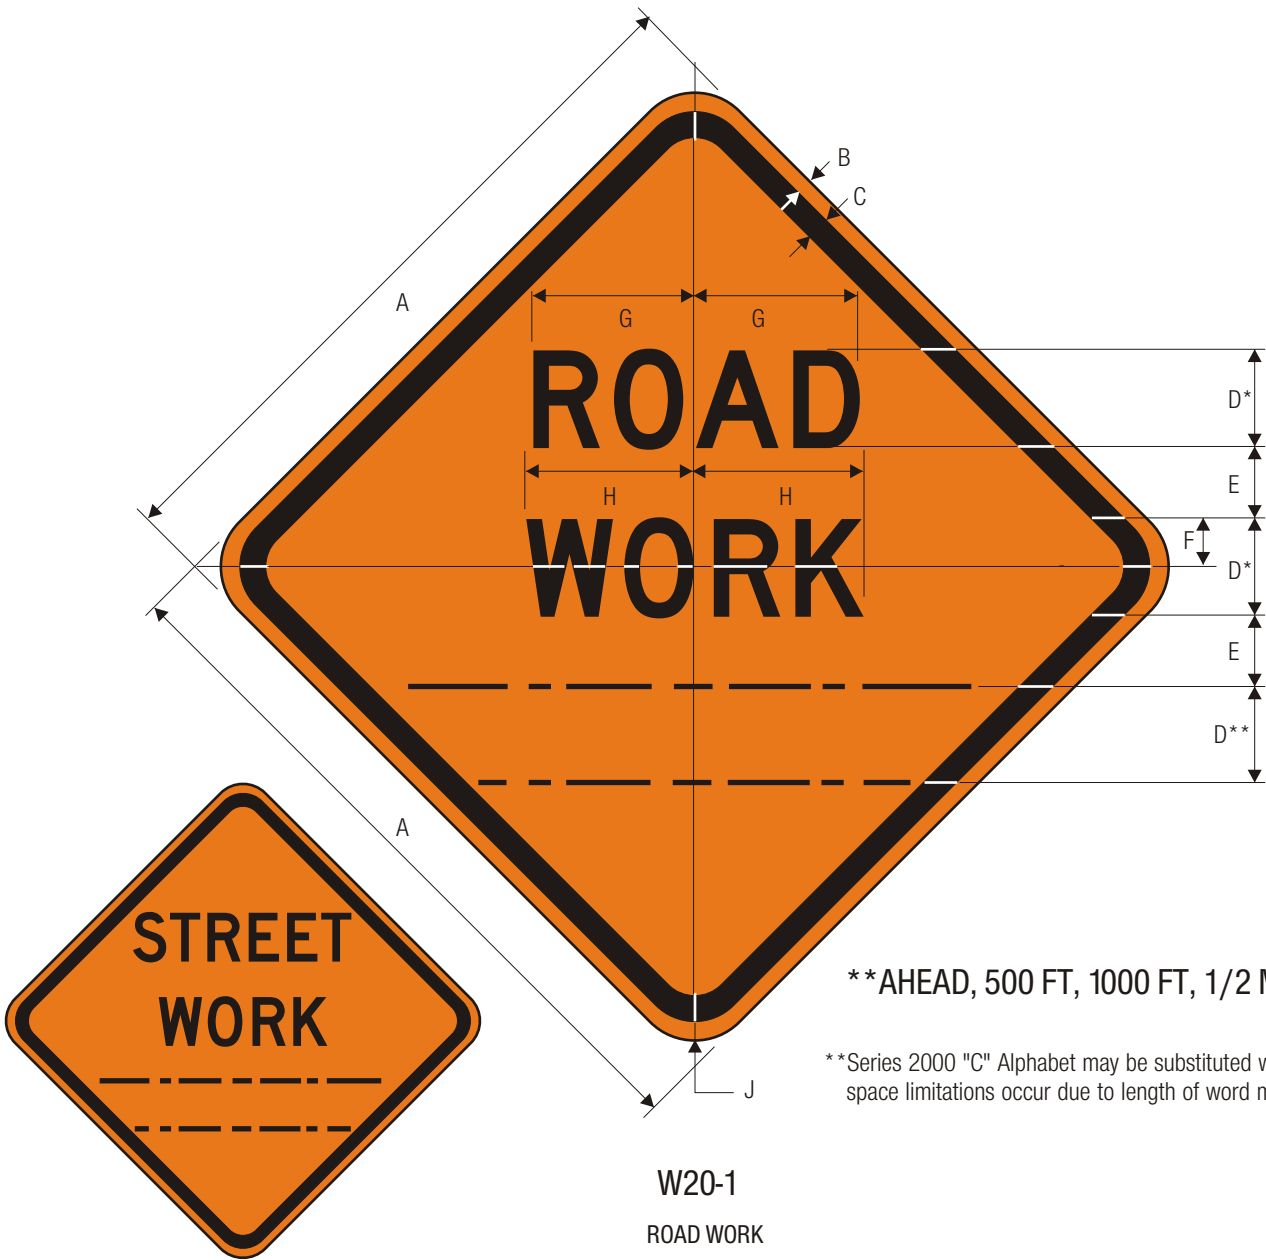 B
C
A
G G
ROAD
D*
H H
E
WORK
F
D*
E
D**
A
STREET
WORK
**AHEAD, 500 FT, 1000 FT, 1/2
**Series 2000 "C" Alphabet may be substituted
space limitations occur due to length of word
J
W20-1
ROAD WORK